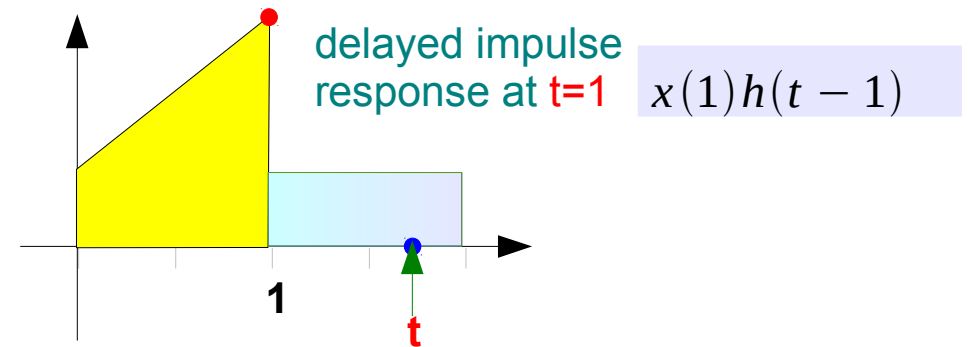 delayed impulse
response at t=1
x(1)h(t − 1)
1
t